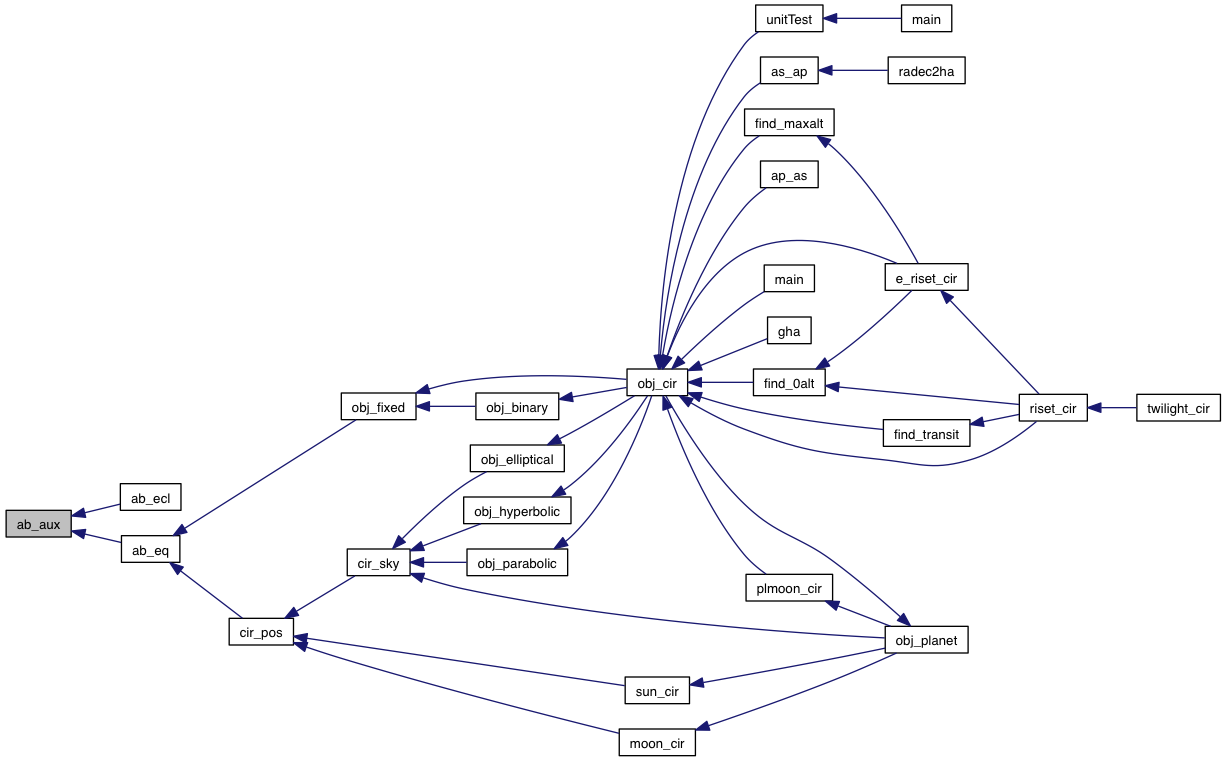 unitTest
main
as_ap
radec2ha
find_maxalt
ap_as
e_riset_cir
main
gha
obj_cir
find_0alt
obj_fixed
obj_binary
riset_cir
twilight_cir
find_transit
obj_elliptical
ab_ecl
obj_hyperbolic
ab_aux
ab_eq
cir_sky
obj_parabolic
plmoon_cir
cir_pos
obj_planet
sun_cir
moon_cir